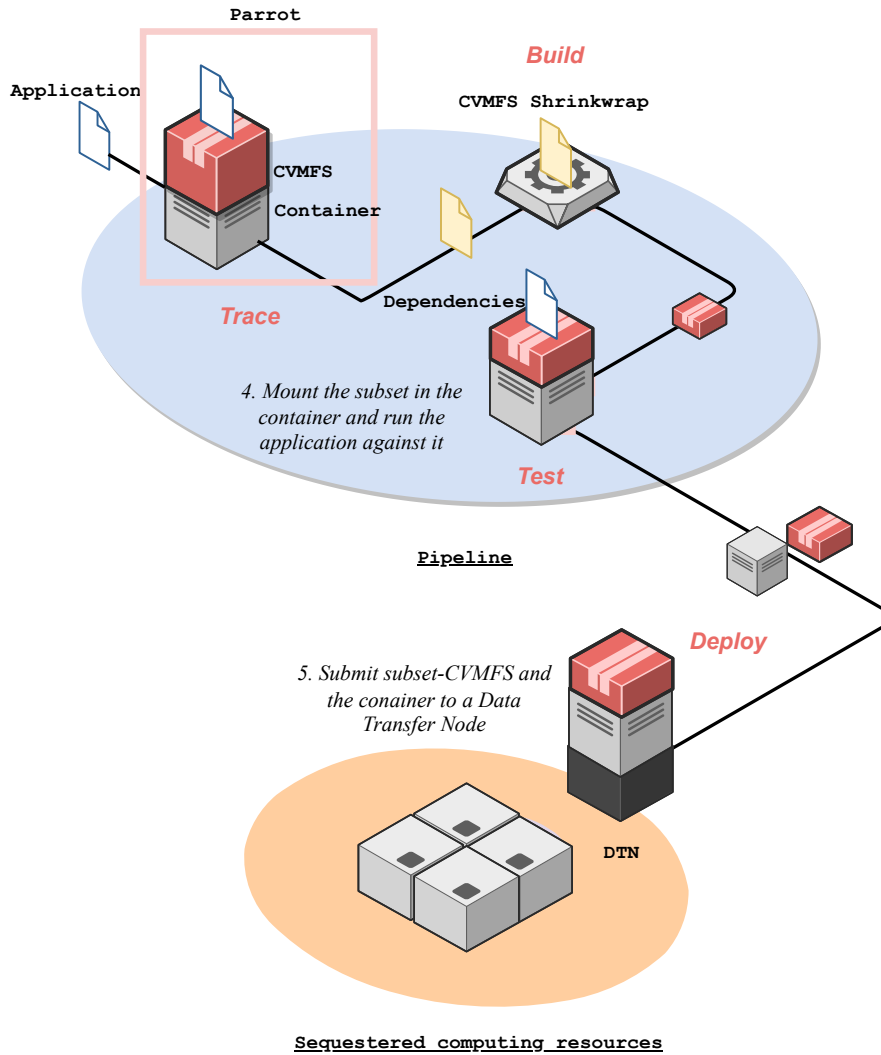 Parrot
Build
Application
CVMFS Shrinkwrap
CVMFS
Container
Dependencies
Trace
4. Mount the subset in the
container and run the
application against it
Test
Pipeline
Deploy
5. Submit subset-CVMFS and
the conainer to a Data
Transfer Node
DTN
Sequestered computing resources